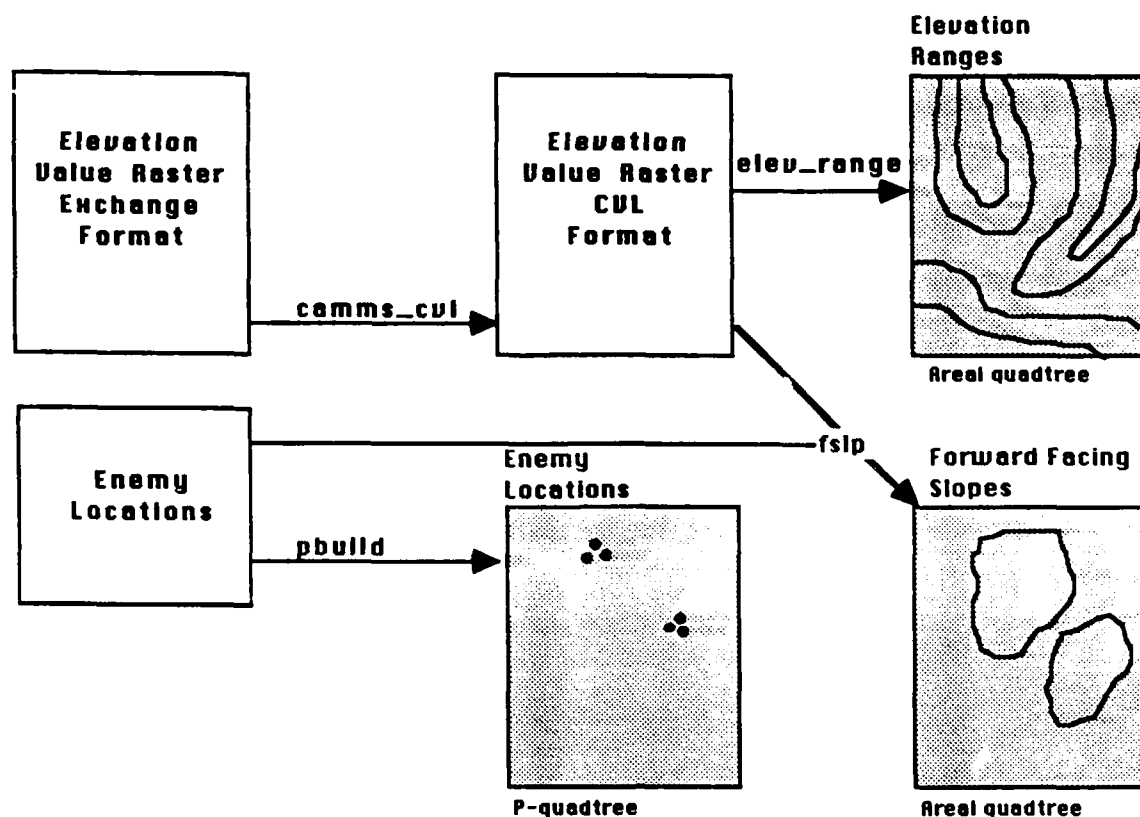 Elevation
Ranges
Elevation
Value Raster
Exchange
Format
Elevation
Value Raster
CVL
Format
elev_range
camms_cvl
Areal quadtree
Enemy
Locations
fslp
Enemy
Locations
Forward Facing
Slopes
pbuild
P-quadtree
Areal quadtree